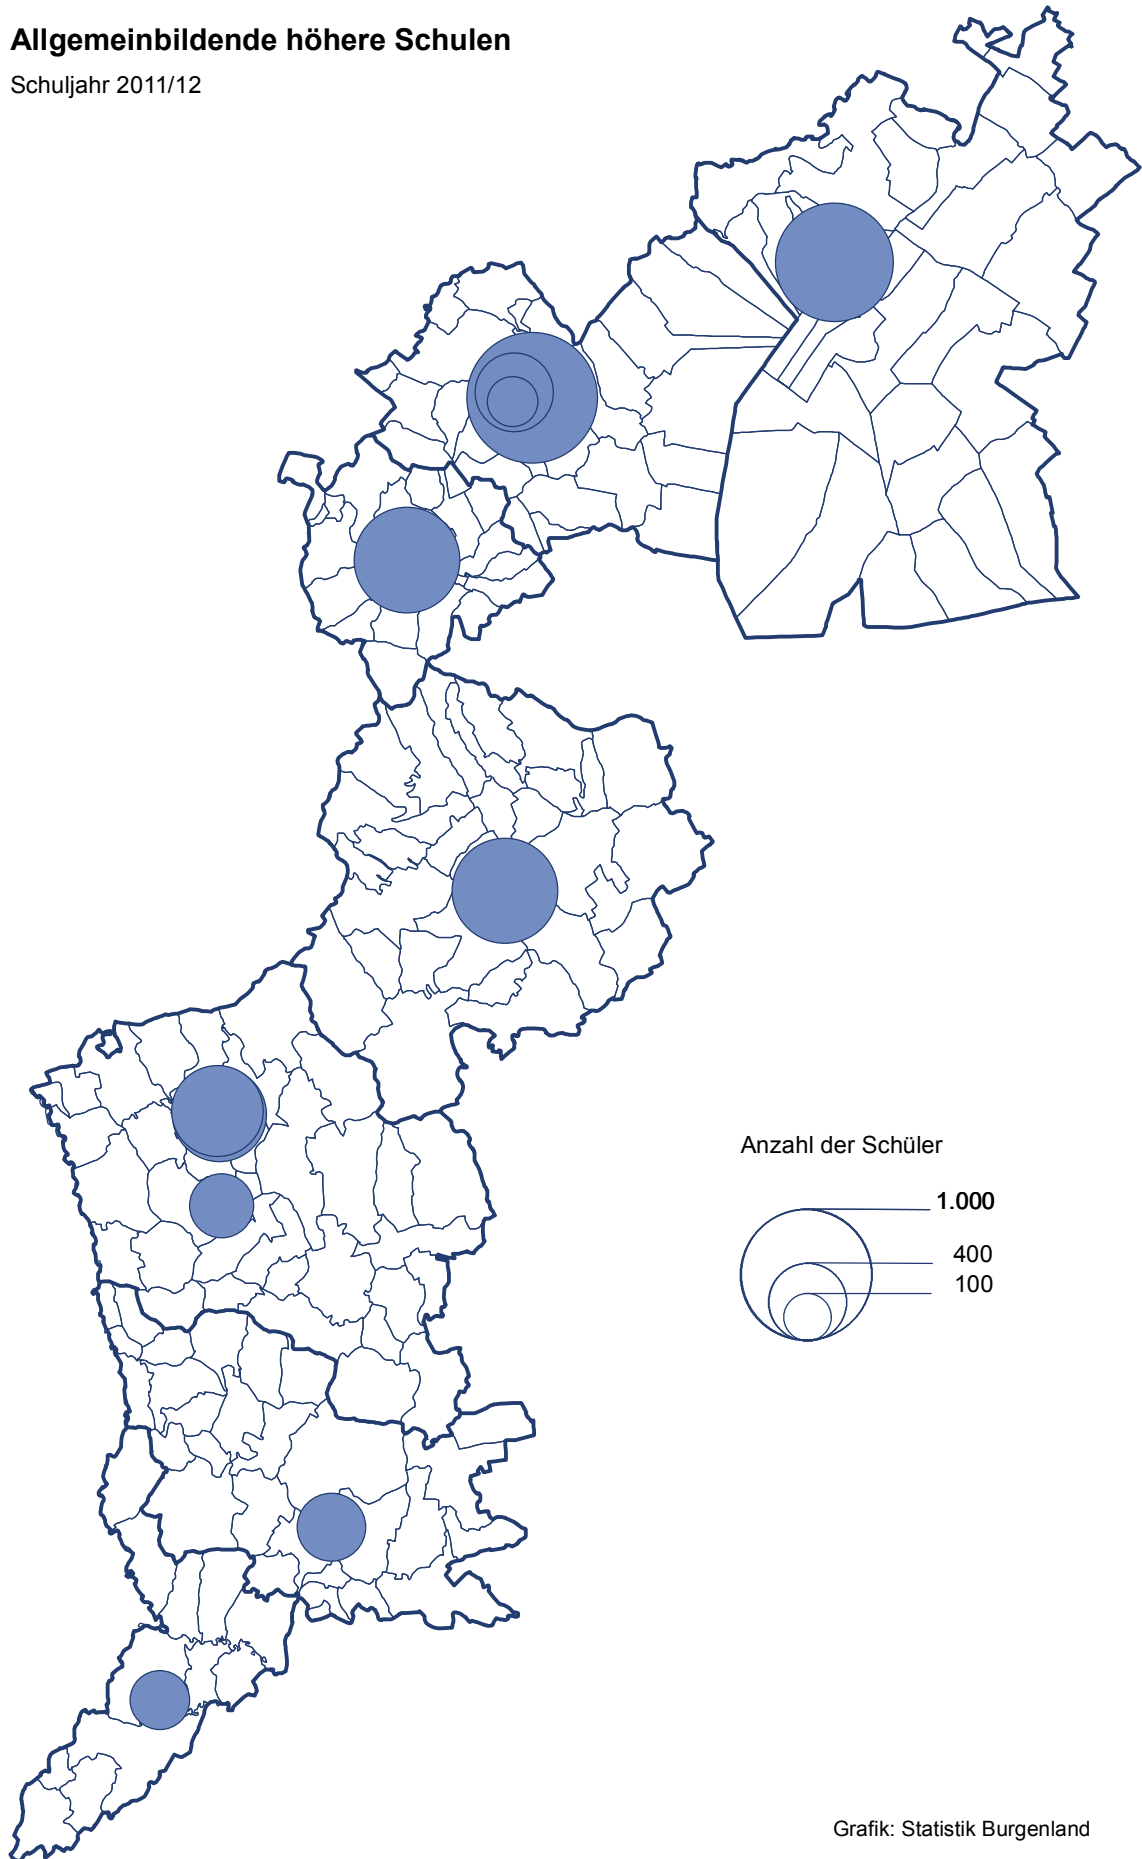 Allgemeinbildende höhere Schulen
Schuljahr 2011/12
Anzahl der Schüler
1.000
400
100
Grafik: Statistik Burgenland